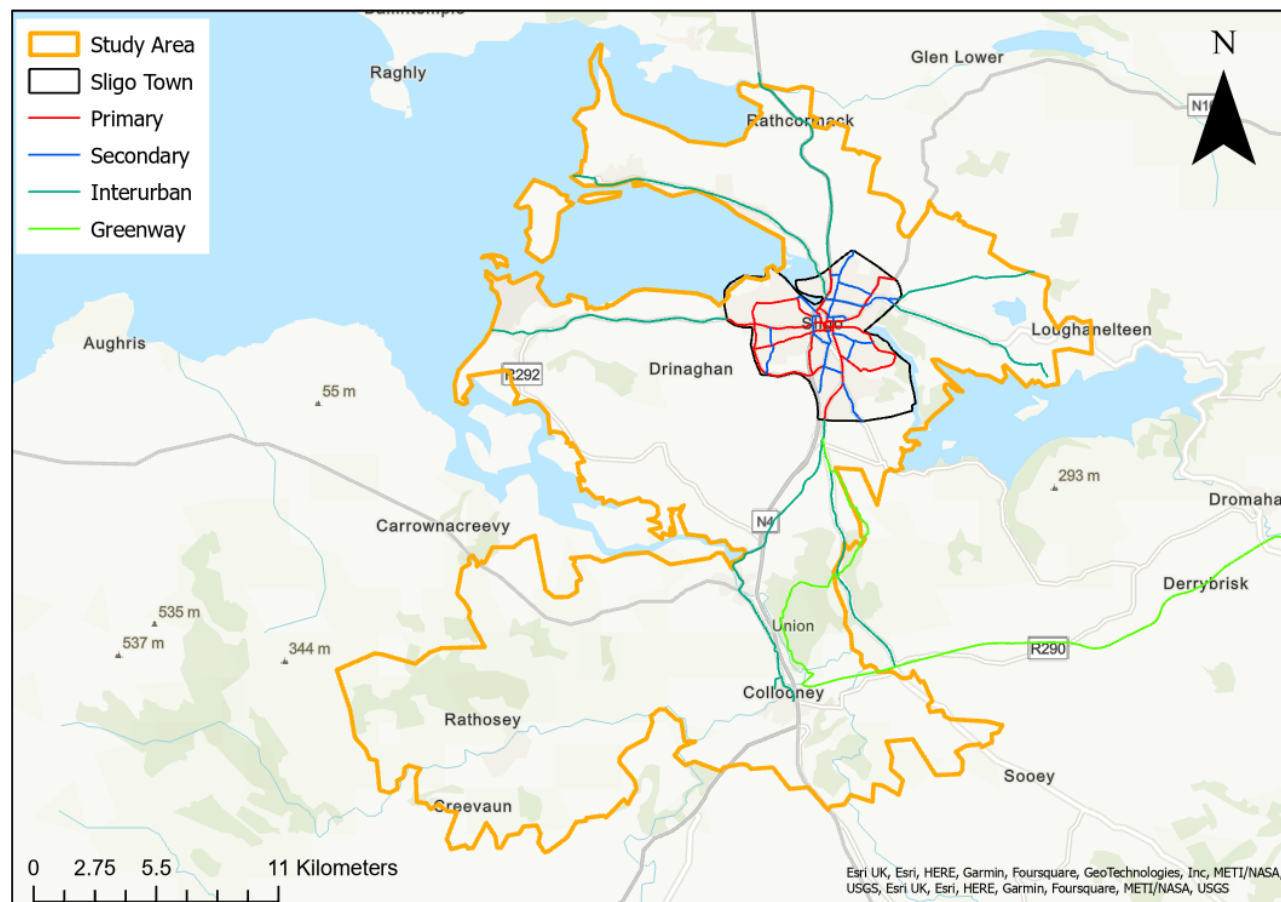 Study Area
Sligo Town
Primary
Secondary
Interurban
Greenway
Raghly
Glen Lower
N
Rathcormack
Aughris
Sligo
Loughanelteen
Drinaghan
R292
55 m
293 m
Dromaha
Carrownacreevy
N4
Derrybrisk
535 m
537 m
344 m
Union
R290
Collooney
Rathosey
Sooey
Creevaun
0 2.75 5.5 11 Kilometers
Esri UK, Esri, HERE, Garmin, Foursquare, GeoTechnologies, Inc, METI/NASA,
USGS, Esri UK, Esri, HERE, Garmin, Foursquare, METI/NASA, USGS